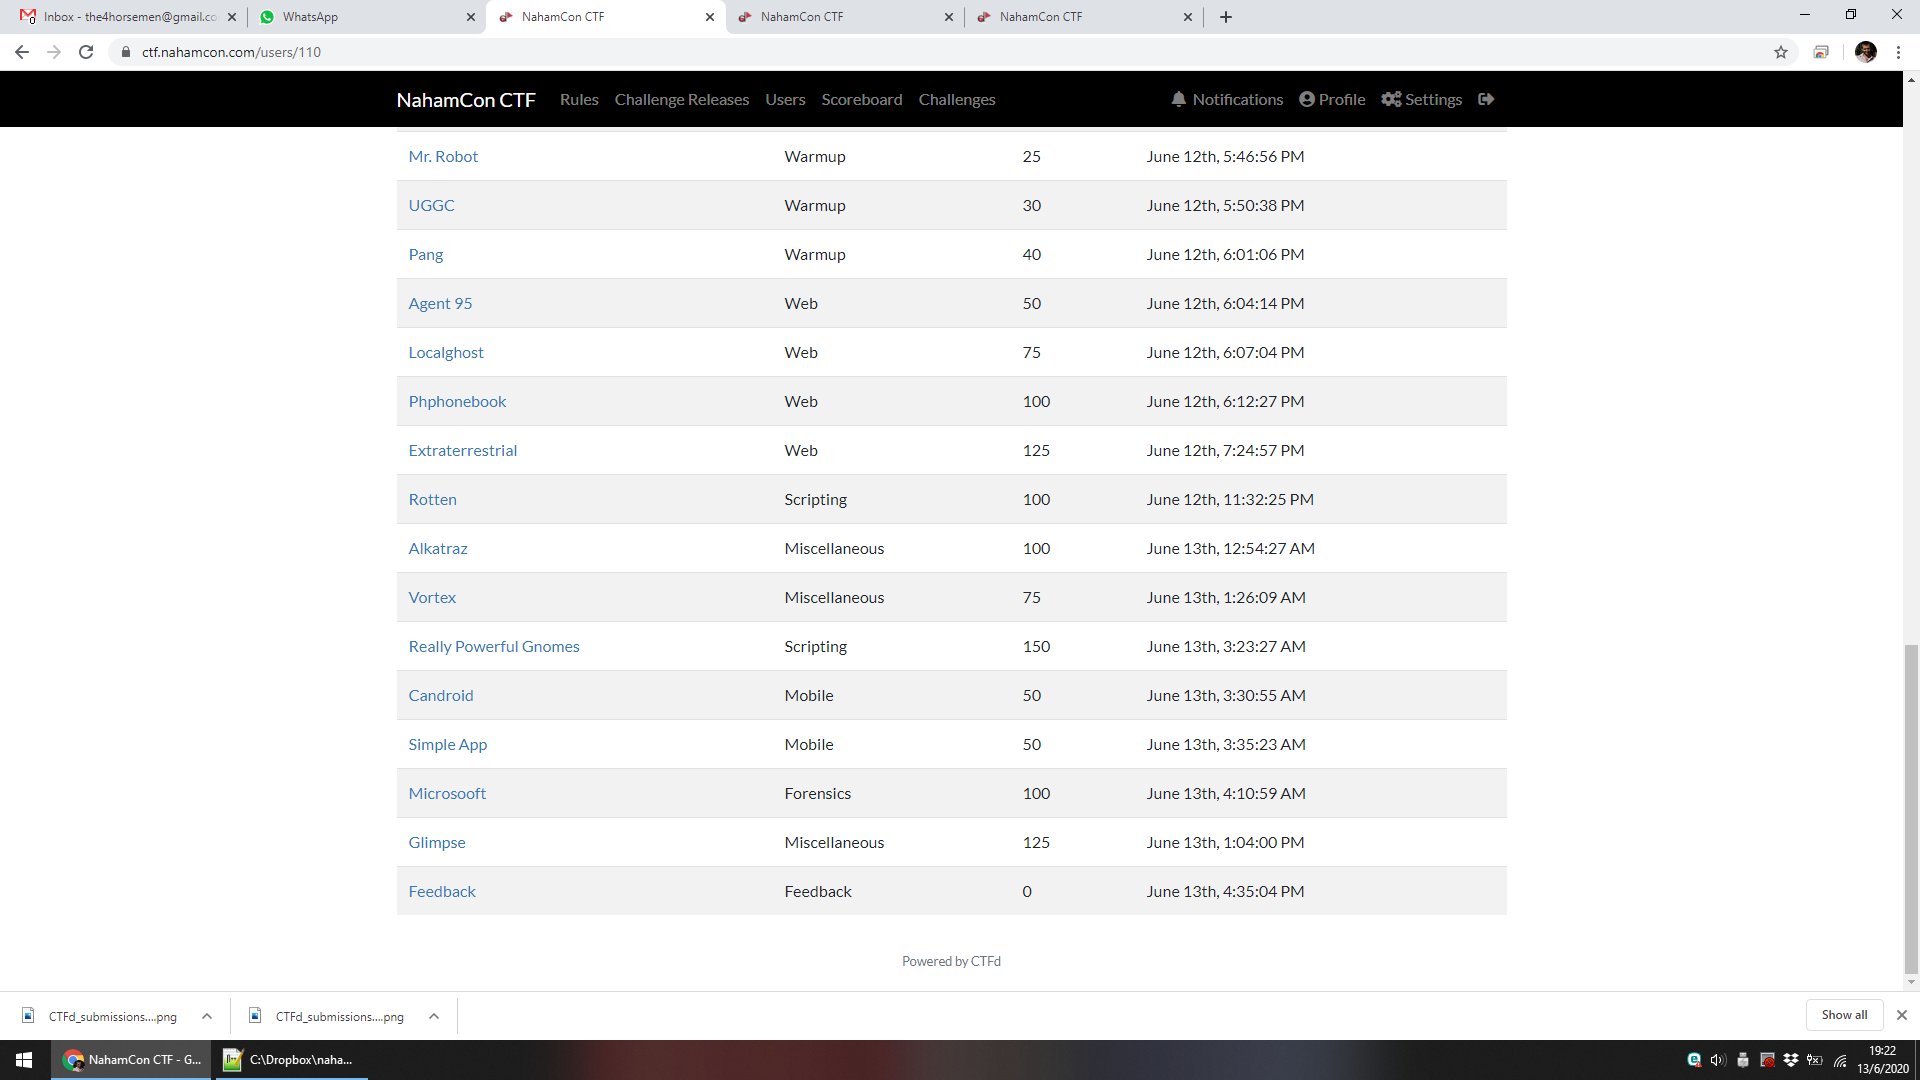 Inbox - the4horsemen@gmail.co
WhatsApp
NahamCon CTF
NahamCon CTF
NahamCon CTF
ctf.nahamcon.com/users/110
NahamCon CTF Rules Challenge Releases Users Scoreboard Challenges Notifications Profile Settings
Mr. Robot Warmup 25 June 12th, 5:46:56 PM
UGGC Warmup 30 June 12th, 5:50:38 PM
Pang Warmup 40 June 12th, 6:01:06 PM
Agent 95 Web 50 June 12th, 6:04:14 PM
Localghost Web 75 June 12th, 6:07:04 PM
Phphonebook Web 100 June 12th, 6:12:27 PM
Extraterrestrial Web 125 June 12th, 7:24:57 PM
Rotten Scripting 100 June 12th, 11:32:25 PM
Alkatraz Miscellaneous 100 June 13th, 12:54:27 AM
Vortex Miscellaneous 75 June 13th, 1:26:09 AM
Really Powerful Gnomes Scripting 150 June 13th, 3:23:27 AM
Candroid Mobile 50 June 13th, 3:30:55 AM
Simple App Mobile 50 June 13th, 3:35:23 AM
Microsooft Forensics 100 June 13th, 4:10:59 AM
Glimpse Miscellaneous 125 June 13th, 1:04:00 PM
Feedback Feedback 0 June 13th, 4:35:04 PM
Powered by CTFd
CTFd_submissions....png
CTFd_submissions....png
Show all
NahamCon CTF - G...
C:\Dropbox\naha...
19:22
13/6/2020